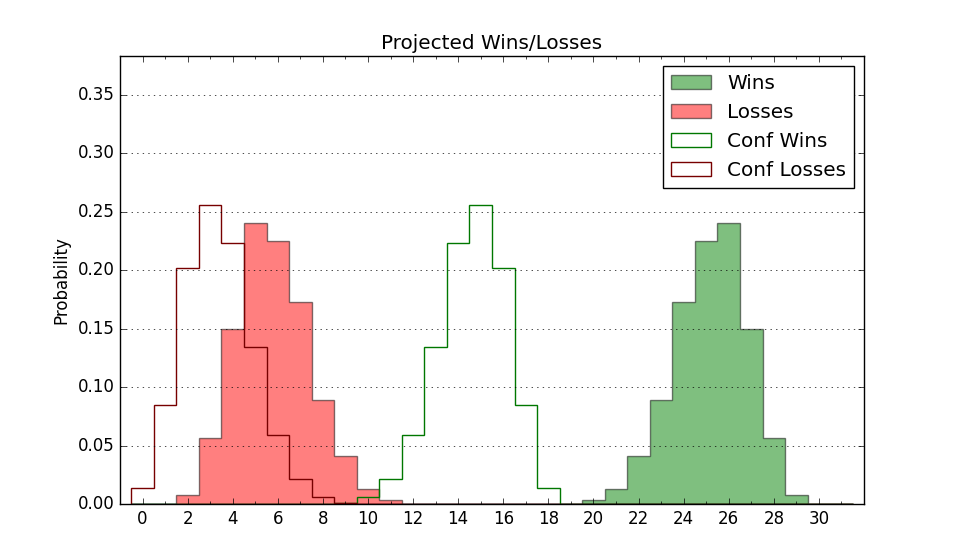 Projected Wins/Losses
Wins
Losses
Conf Wins
Conf Losses
Probability
0.35
0.30
0.25
0.20
0.15
0.10
0.05
0.00
0 2 4 6 8 10 12 14 16 18 20 22 24 26 28 30